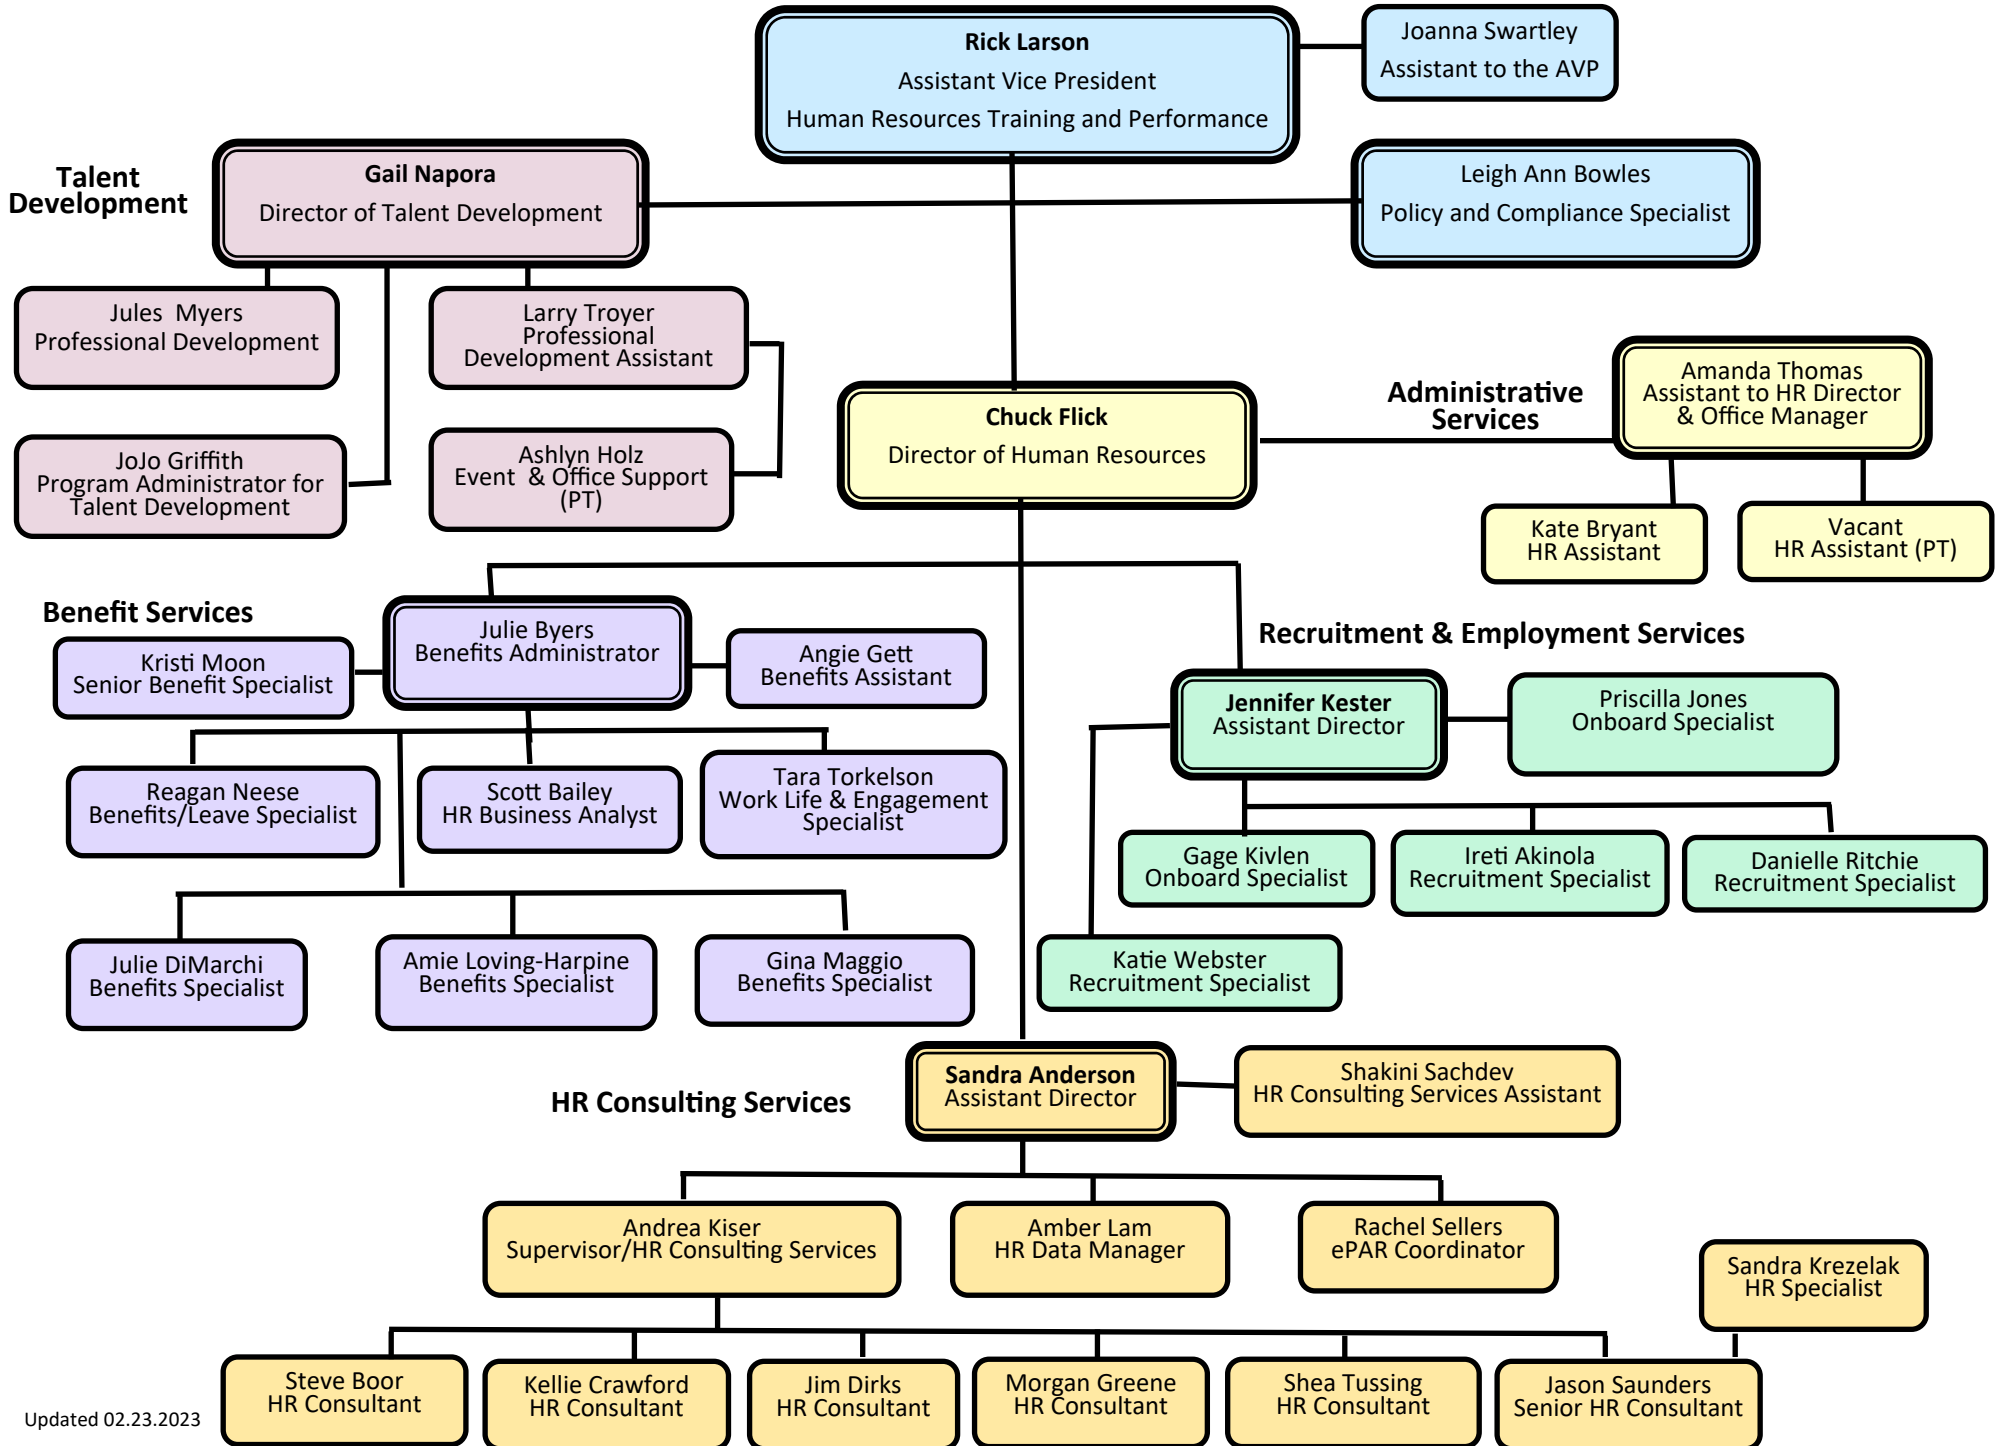 Rick Larson
Assistant Vice President
Human Resources Training and Performance
Joanna Swartley
Assistant to the AVP
Talent
Development
Gail Napora
Director of Talent Development
Leigh Ann Bowles
Policy and Compliance Specialist
Jules  Myers
Professional Development
Larry Troyer
Professional
Development Assistant
JoJo Griffith
Program Administrator for
Talent Development
Ashlyn Holz
Event  & Office Support
(PT)
Chuck Flick
Director of Human Resources
Administrative
Services
Amanda Thomas
Assistant to HR Director
& Office Manager
Kate Bryant
HR Assistant
Vacant
HR Assistant (PT)
Benefit Services
Kristi Moon
Senior Benefit Specialist
Julie Byers
Benefits Administrator
Angie Gett
Benefits Assistant
Reagan Neese
Benefits/Leave Specialist
Scott Bailey
HR Business Analyst
Tara Torkelson
Work Life & Engagement
Specialist
Julie DiMarchi
Benefits Specialist
Amie Loving-Harpine
Benefits Specialist
Gina Maggio
Benefits Specialist
Recruitment & Employment Services
Jennifer Kester
Assistant Director
Priscilla Jones
Onboard Specialist
Gage Kivlen
Onboard Specialist
Ireti Akinola
Recruitment Specialist
Danielle Ritchie
Recruitment Specialist
Katie Webster
Recruitment Specialist
HR Consulting Services
Sandra Anderson
Assistant Director
Shakini Sachdev
HR Consulting Services Assistant
Andrea Kiser
Supervisor/HR Consulting Services
Amber Lam
HR Data Manager
Rachel Sellers
ePAR Coordinator
Sandra Krezelak
HR Specialist
Steve Boor
HR Consultant
Kellie Crawford
HR Consultant
Jim Dirks
HR Consultant
Morgan Greene
HR Consultant
Shea Tussing
HR Consultant
Jason Saunders
Senior HR Consultant
Updated 02.23.2023